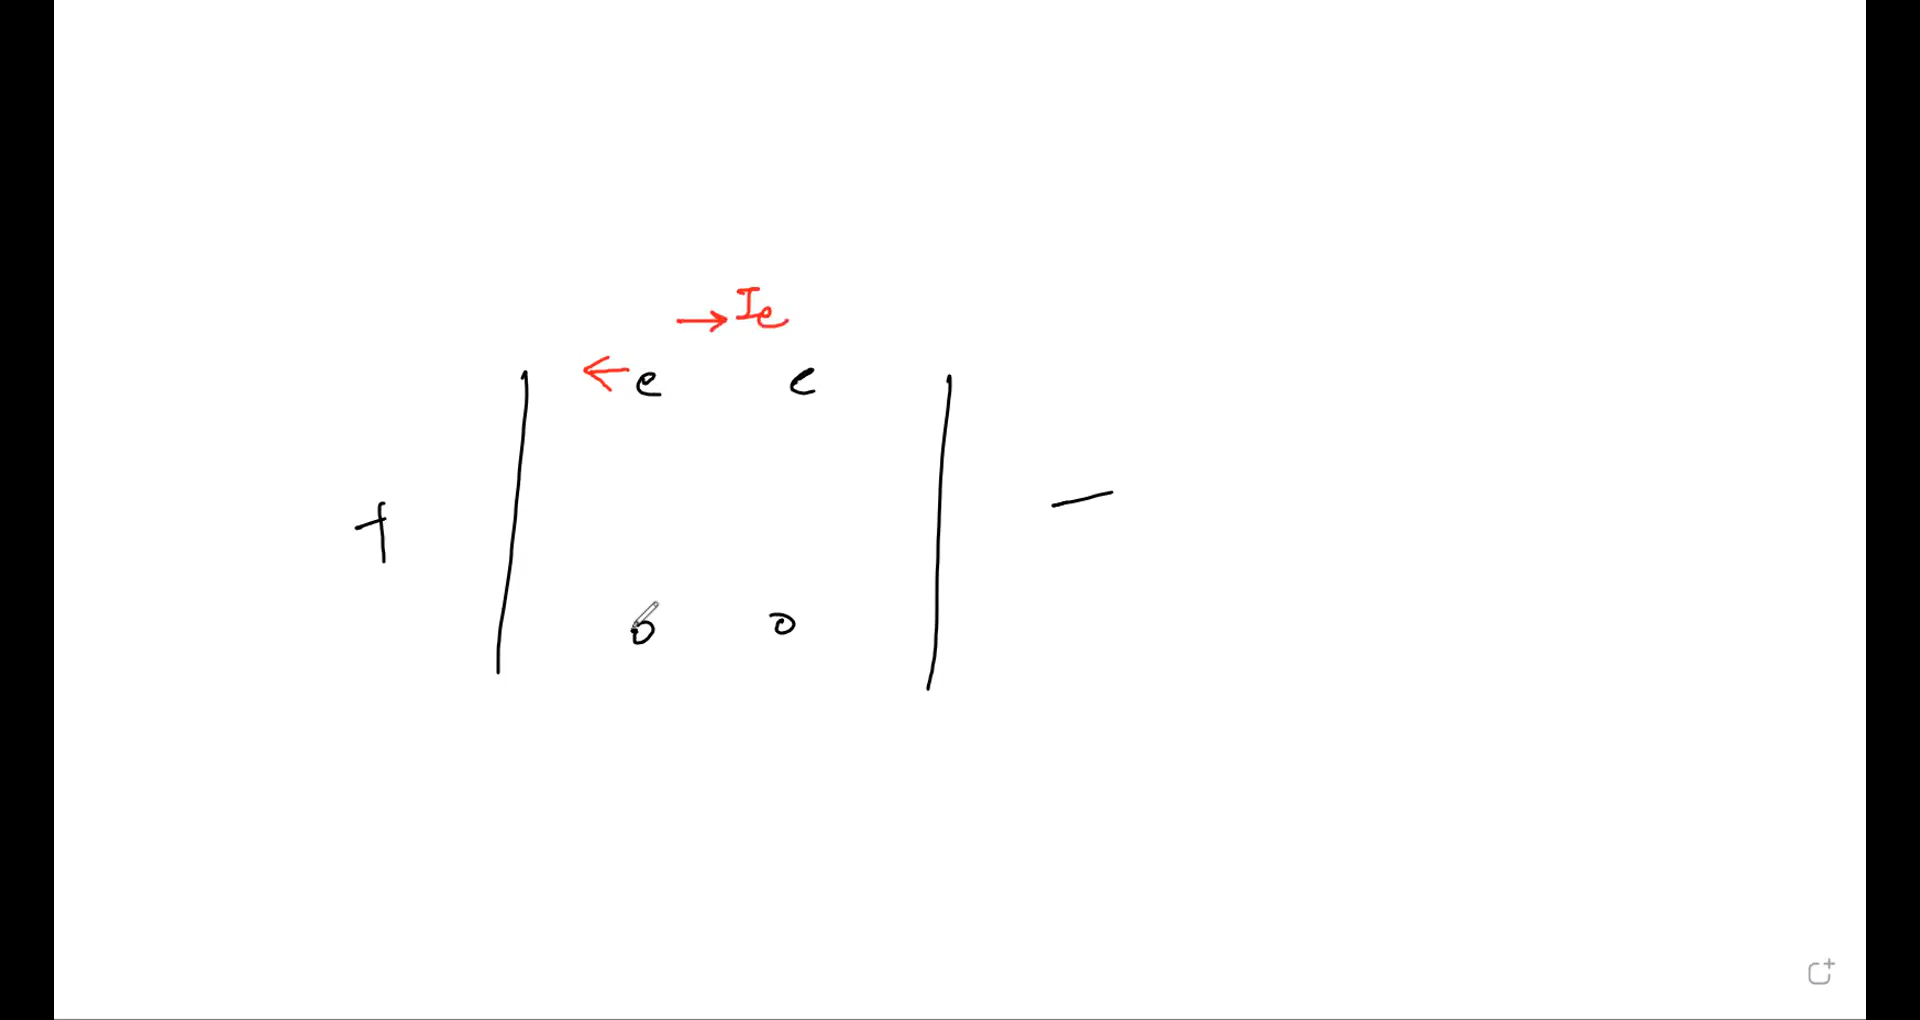 → Ie
← e e
+ | | —
o o